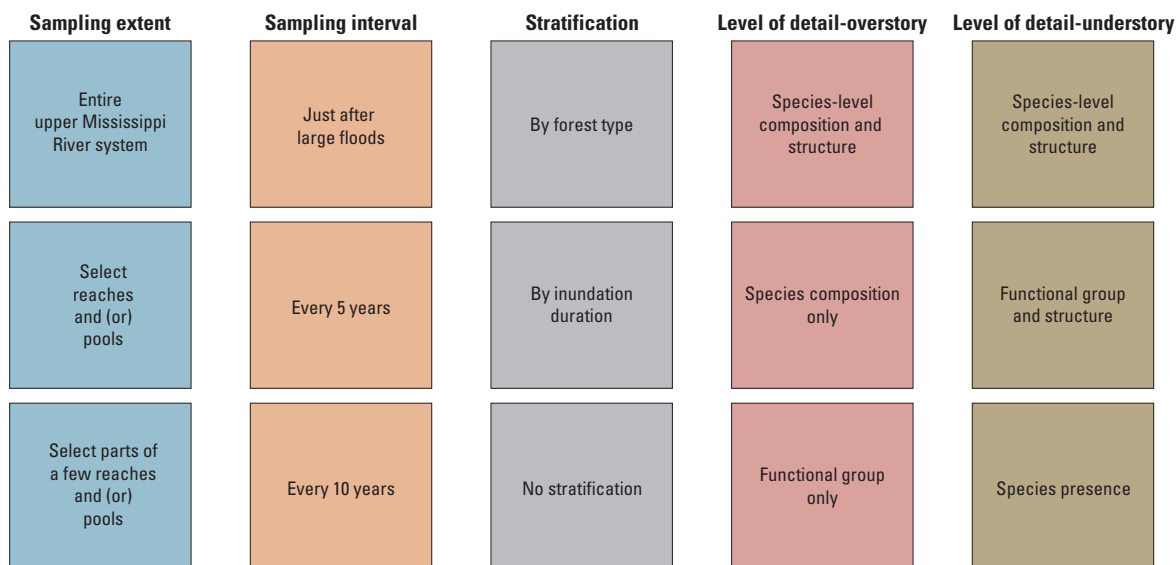 Sampling extent
Sampling interval
Stratification
Level of detail-overstory
Level of detail-understory
Entire
upper Mississippi
River system
Just after
large floods
By forest type
Species-level
composition and
structure
Species-level
composition and
structure
Select
reaches
and (or)
pools
Every 5 years
By inundation
duration
Species composition
only
Functional group
and structure
Select parts of
a few reaches
and (or)
pools
Every 10 years
No stratification
Functional group
only
Species presence